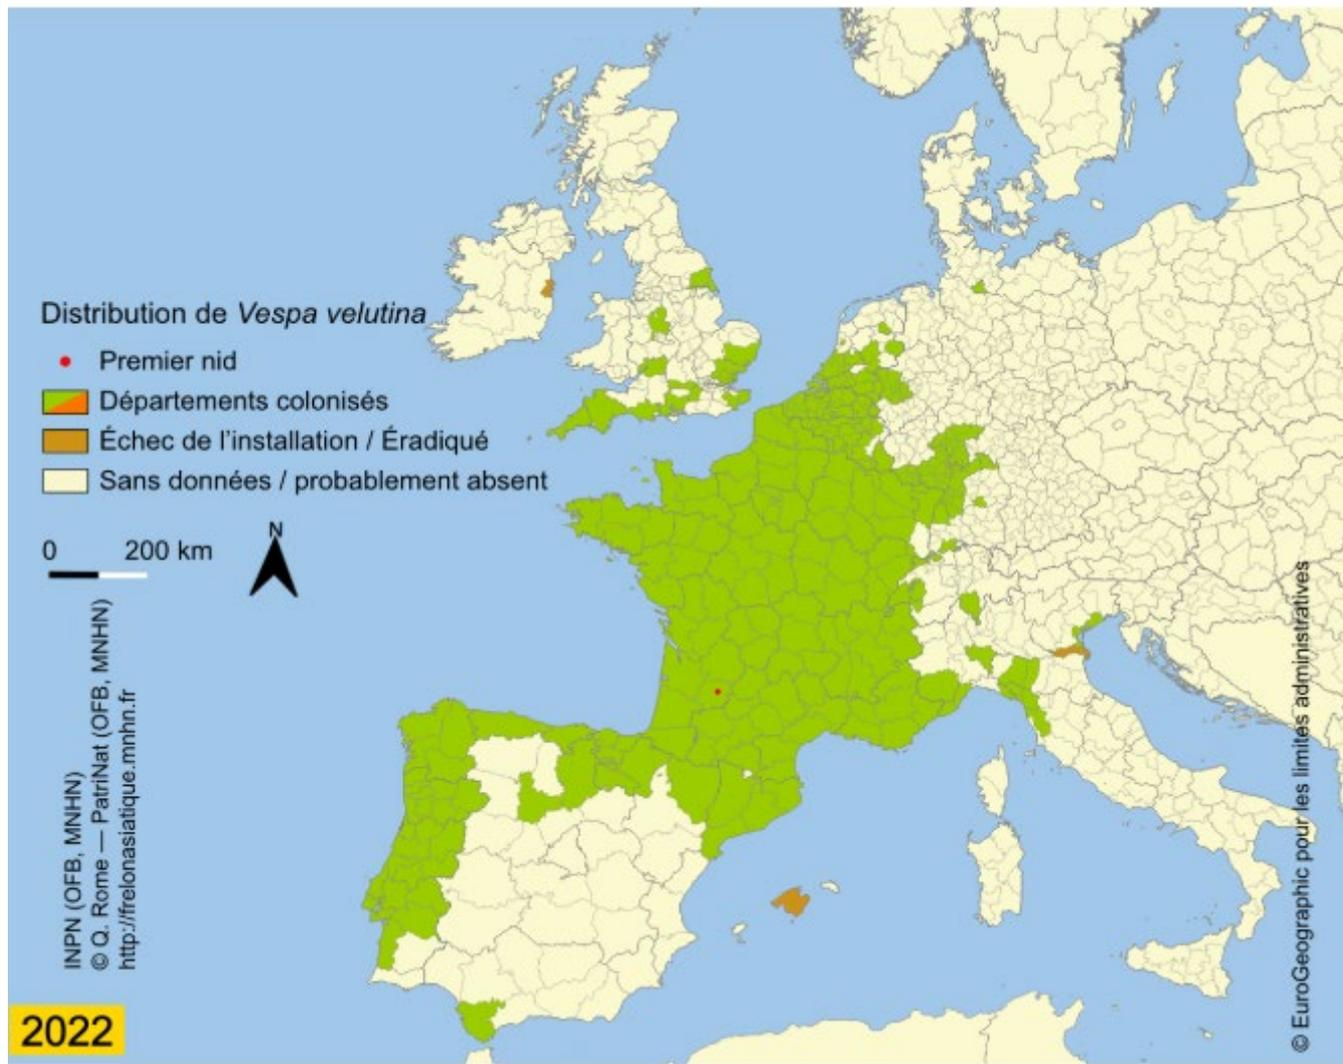 Distribution de Vespa velutina
Premier nid
Départements colonisés
Échec de l'installation / Éradiqué
Sans données / probablement absent
0 200 km
N
INPN (OFB, MNHN)
© Q. Rome — PatriNat (OFB, MNHN)
http://frelonasiatique.mnhn.fr
© EuroGeographic pour les limites administratives
2022